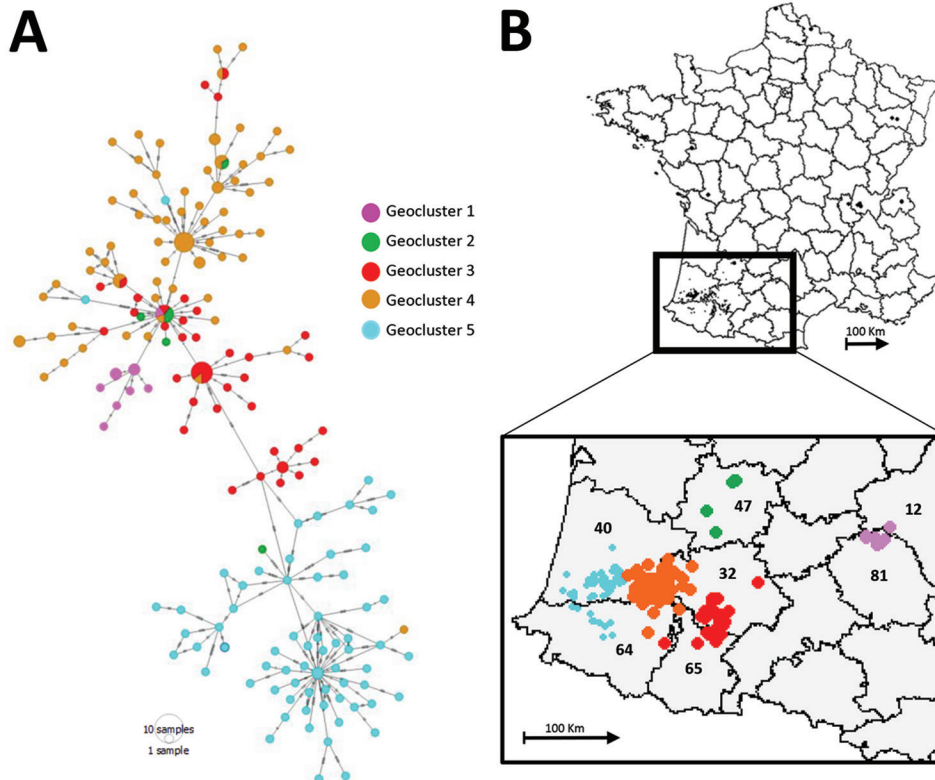 A
B
Geocluster 1
Geocluster 2
Geocluster 3
Geocluster 4
Geocluster 5
10 samples
1 sample
100 Km
47
12
40
32
81
64
65
100 Km